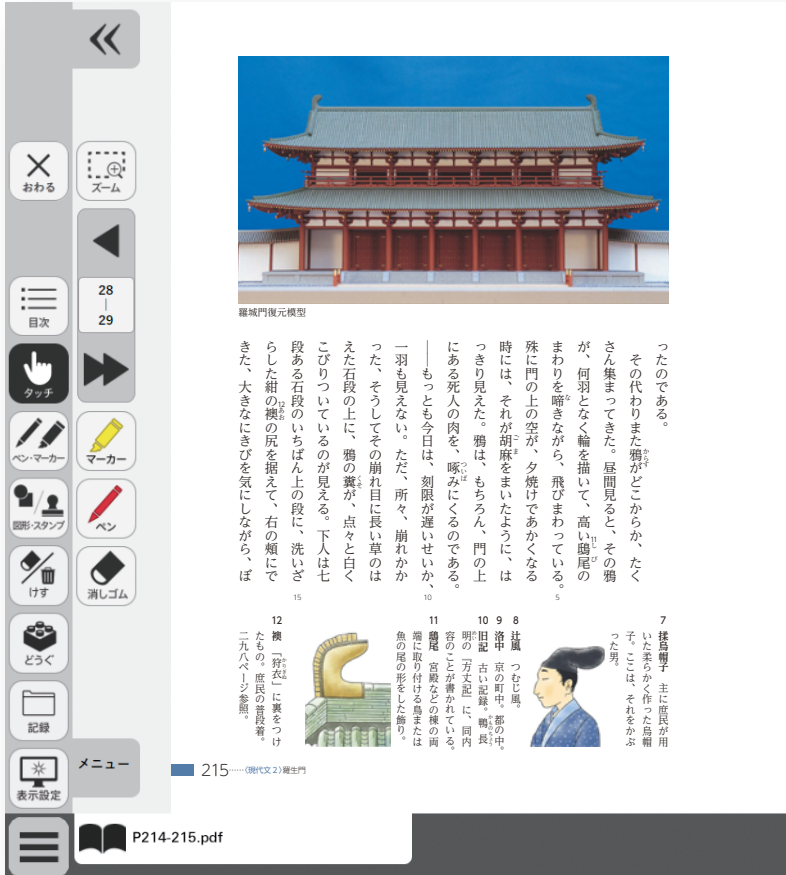 おわる
ズーム
28
29
目次
タッチ
ペン・マーカー
マーカー
図形・スタンプ
ペン
けす
消しゴム
どうぐ
記録
表示設定
メニュー
P214-215.pdf
羅城門復元模型
ったのである。
その代わりまた鴉がどこからか、たく
さん集まってきた。昼間見ると、その鴉
が、何羽となく輪を描いて、高い鴟尾の
まわりを啼きながら、飛びまわっている。
殊に門の上の空が、夕焼けであかくなる
時には、それが胡麻をまいたように、は
っきり見えた。鴉は、もちろん、門の上
にある死人の肉を、啄みにくるのである。
――もっとも今日は、刻限が遅いせいか、
一羽も見えない。ただ、所々、崩れかか
った、そうしてその崩れ目に長い草のは
えた石段の上に、鴉の糞が、点々と白く
こびりついているのが見える。下人は七
段ある石段のいちばん上の段に、洗いざ
らした紺の襖の尻を据えて、右の頰にで
きた、大きなにきびを気にしながら、ぼ
からす
11
しび
な
ごま
ついば
くそ
12
あお
5
10
15
7 揉烏帽子 主に庶民が用
いた柔らかく作った烏帽
子。ここは、それをかぶ
った男。
8 辻風 つむじ風。
9 洛中 京の町中。都の中。
10 旧記 古い記録。鴨長
明の『方丈記』に、同内
容のことが書かれている。
11 鴟尾 宮殿などの棟の両
端に取り付ける鳥または
魚の尾の形をした飾り。
12 襖 「狩衣」に裏をつけ
たもの。庶民の普段着。
二九八ページ参照。
215……〈現代文2〉羅生門